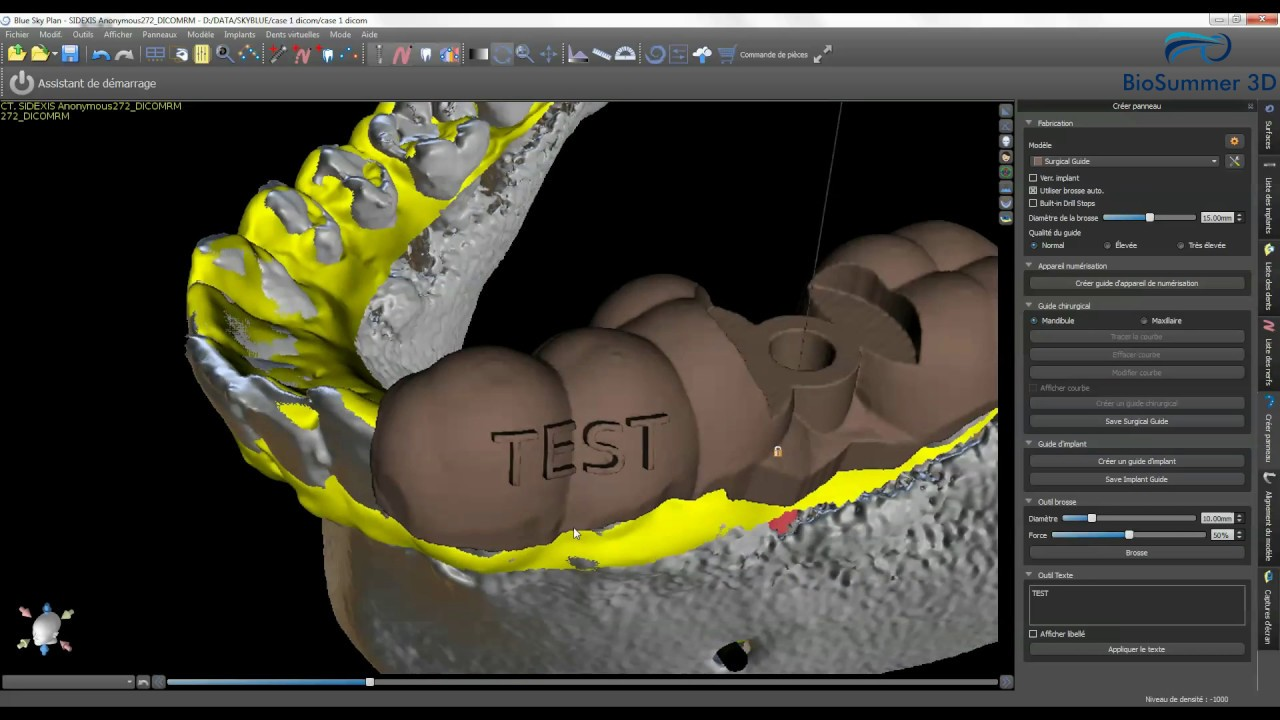 Blue Sky Plan - SIDEXIS Anonymous272_DICOMRM - D:/DATA/SKYBLUE/case 1 dicom/case 1 dicom
Fichier Modif. Outils Afficher Panneaux Modèle Implants Dents virtuelles Mode Aide
Commande de pièces
BioSummer 3D
Assistant de démarrage
CT. SIDEXIS Anonymous272_DICOMRM
272_DICOMRM
TEST
Créer panneau
Fabrication
Modèle
Surgical Guide
Verr. implant
Utiliser brosse auto.
Built-in Drill Stops
Diamètre de la brosse 15.00mm
Qualité du guide
Normal Élevée Très élevée
Appareil numérisation
Créer guide d'appareil de numérisation
Guide chirurgical
Mandibule Maxillaire
Tracer la courbe
Effacer courbe
Modifier courbe
Afficher courbe
Créer un guide chirurgical
Save Surgical Guide
Guide d'implant
Créer un guide d'implant
Save Implant Guide
Outil brosse
Diamètre 10.00mm
Force 50%
Brosse
Outil Texte
TEST
Afficher libellé
Appliquer le texte
Surfaces
Liste des implants
Liste des dents
Liste des nerfs
Créer panneau
Alignement du modèle
Captures d'écran
Niveau de densité : -1000